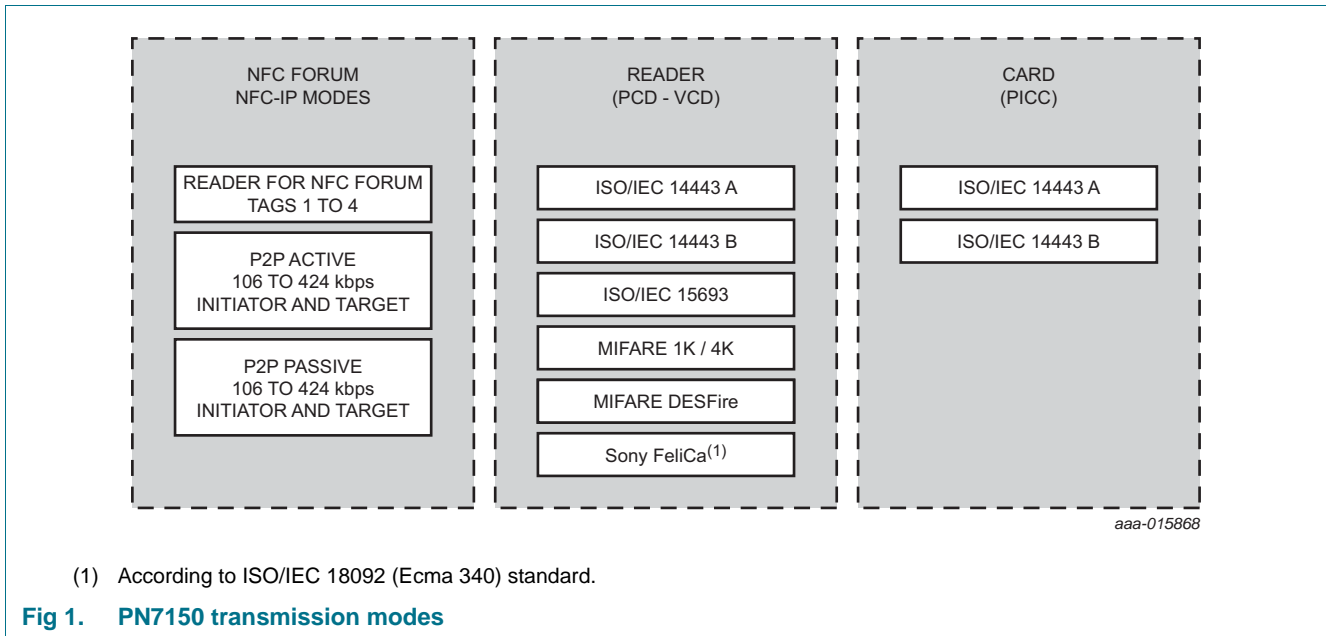 NFC FORUM
NFC-IP MODES
READER FOR NFC FORUM
TAGS 1 TO 4
P2P ACTIVE
106 TO 424 kbps
INITIATOR AND TARGET
P2P PASSIVE
106 TO 424 kbps
INITIATOR AND TARGET
READER
(PCD - VCD)
ISO/IEC 14443 A
ISO/IEC 14443 B
ISO/IEC 15693
MIFARE 1K / 4K
MIFARE DESFire
Sony FeliCa(1)
CARD
(PICC)
ISO/IEC 14443 A
ISO/IEC 14443 B
aaa-015868
(1) According to ISO/IEC 18092 (Ecma 340) standard.
Fig 1. PN7150 transmission modes